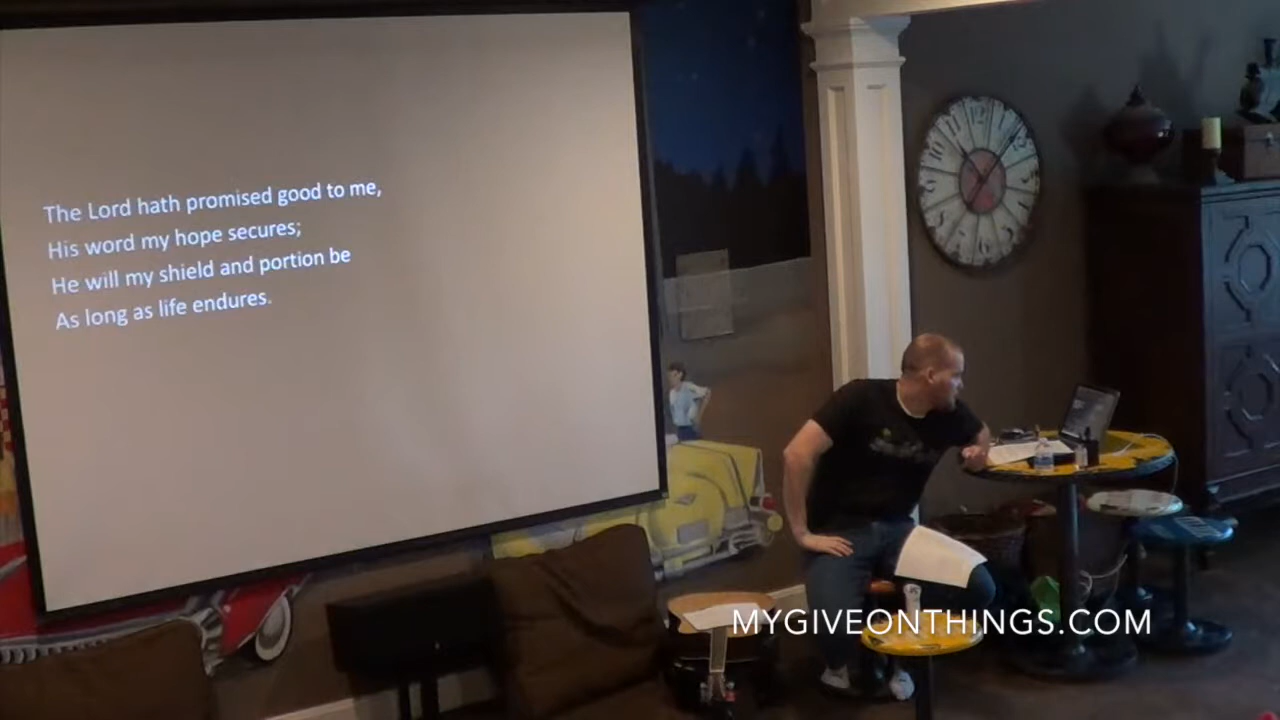 The Lord hath promised good to me,
His word my hope secures;
He will my shield and portion be
As long as life endures.
MYGIVEONTHINGS.COM